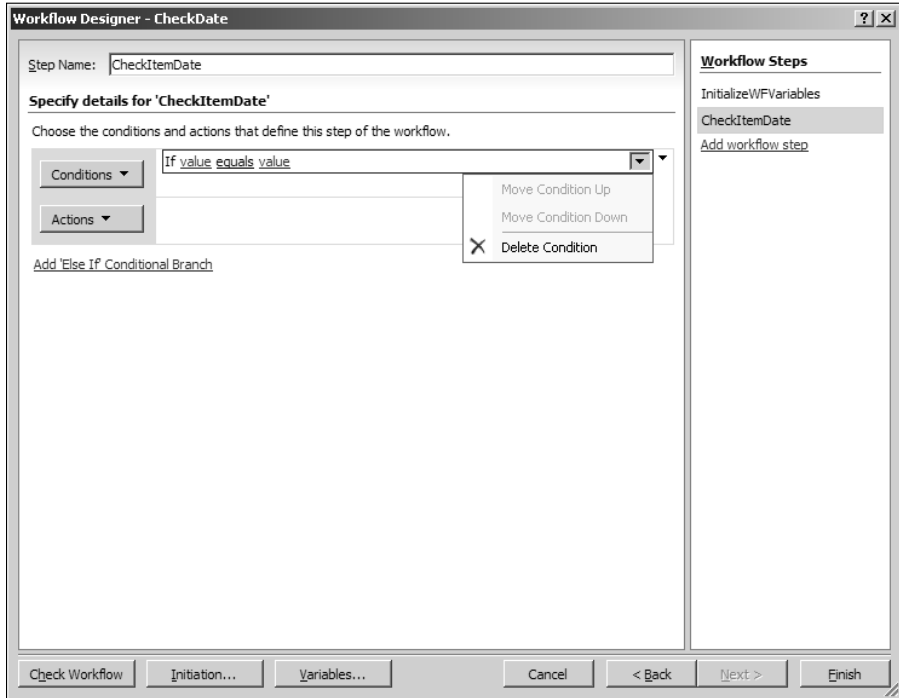 Workflow Designer - CheckDate
Step Name: CheckItemDate
Specify details for 'CheckItemDate'
Choose the conditions and actions that define this step of the workflow.
Conditions
If value equals value
Move Condition Up
Move Condition Down
Delete Condition
Actions
Add 'Else If' Conditional Branch
Workflow Steps
InitializeWFVariables
CheckItemDate
Add workflow step
Check Workflow
Initiation...
Variables...
Cancel
< Back
Next >
Finish